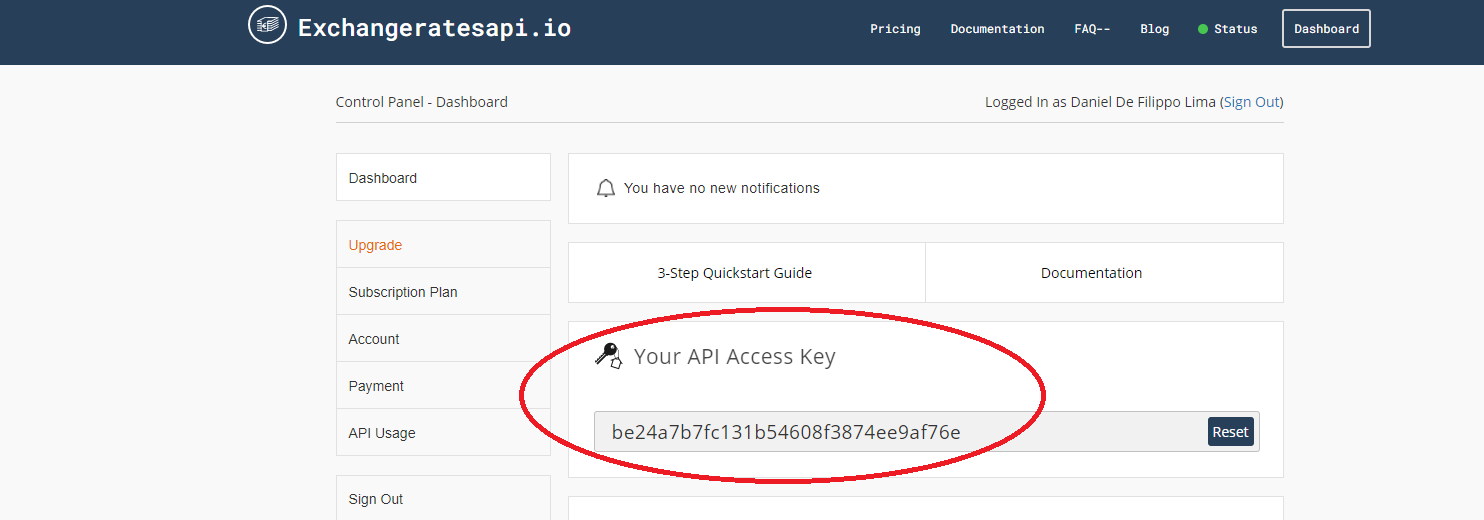 Exchangeratesapi.io
Pricing Documentation FAQ-- Blog Status Dashboard
Control Panel - Dashboard
Logged In as Daniel De Filippo Lima (Sign Out)
Dashboard
Upgrade
Subscription Plan
Account
Payment
API Usage
Sign Out
You have no new notifications
3-Step Quickstart Guide
Documentation
Your API Access Key
be24a7b7fc131b54608f3874ee9af76e
Reset